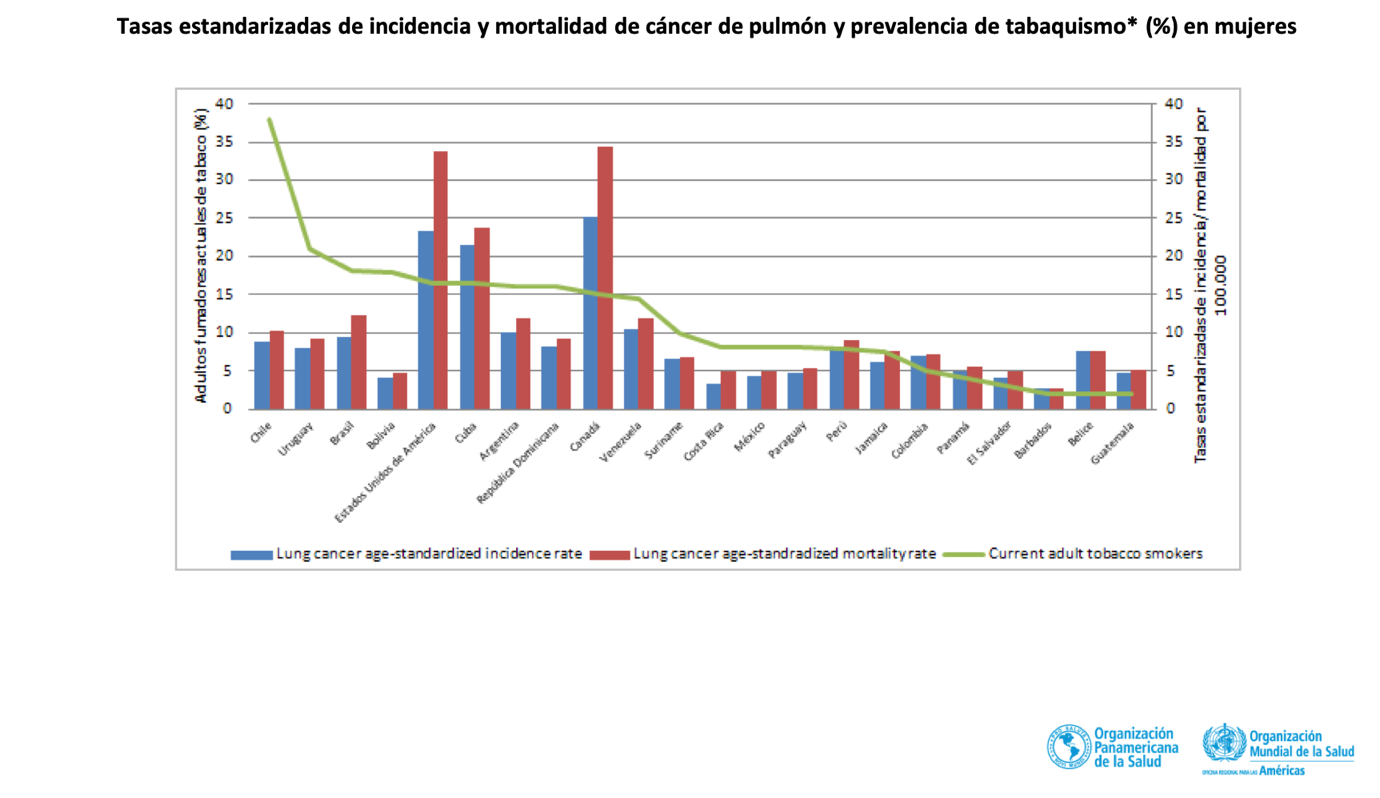 Tasas estandarizadas de incidencia y mortalidad de cáncer de pulmón y prevalencia de tabaquismo* (%) en mujeres
Adultos fumadores actuales de tabaco (%)
40
35
30
25
20
15
10
5
0
40
35
30
25
20
15
10
5
0
Tasas estandarizadas de incidencia/ mortalidad por
100.000
Chile
Uruguay
Brasil
Bolivia
Estados Unidos de América
Cuba
Argentina
República Dominicana
Canadá
Venezuela
Suriname
Costa Rica
México
Paraguay
Perú
Jamaica
Colombia
Panamá
El Salvador
Barbados
Belice
Guatemala
Lung cancer age-standardized incidence rate
Lung cancer age-standradized mortality rate
Current adult tobacco smokers
Organización
Panamericana
de la Salud
Organización
Mundial de la Salud
OFICINA REGIONAL PARA LAS Américas